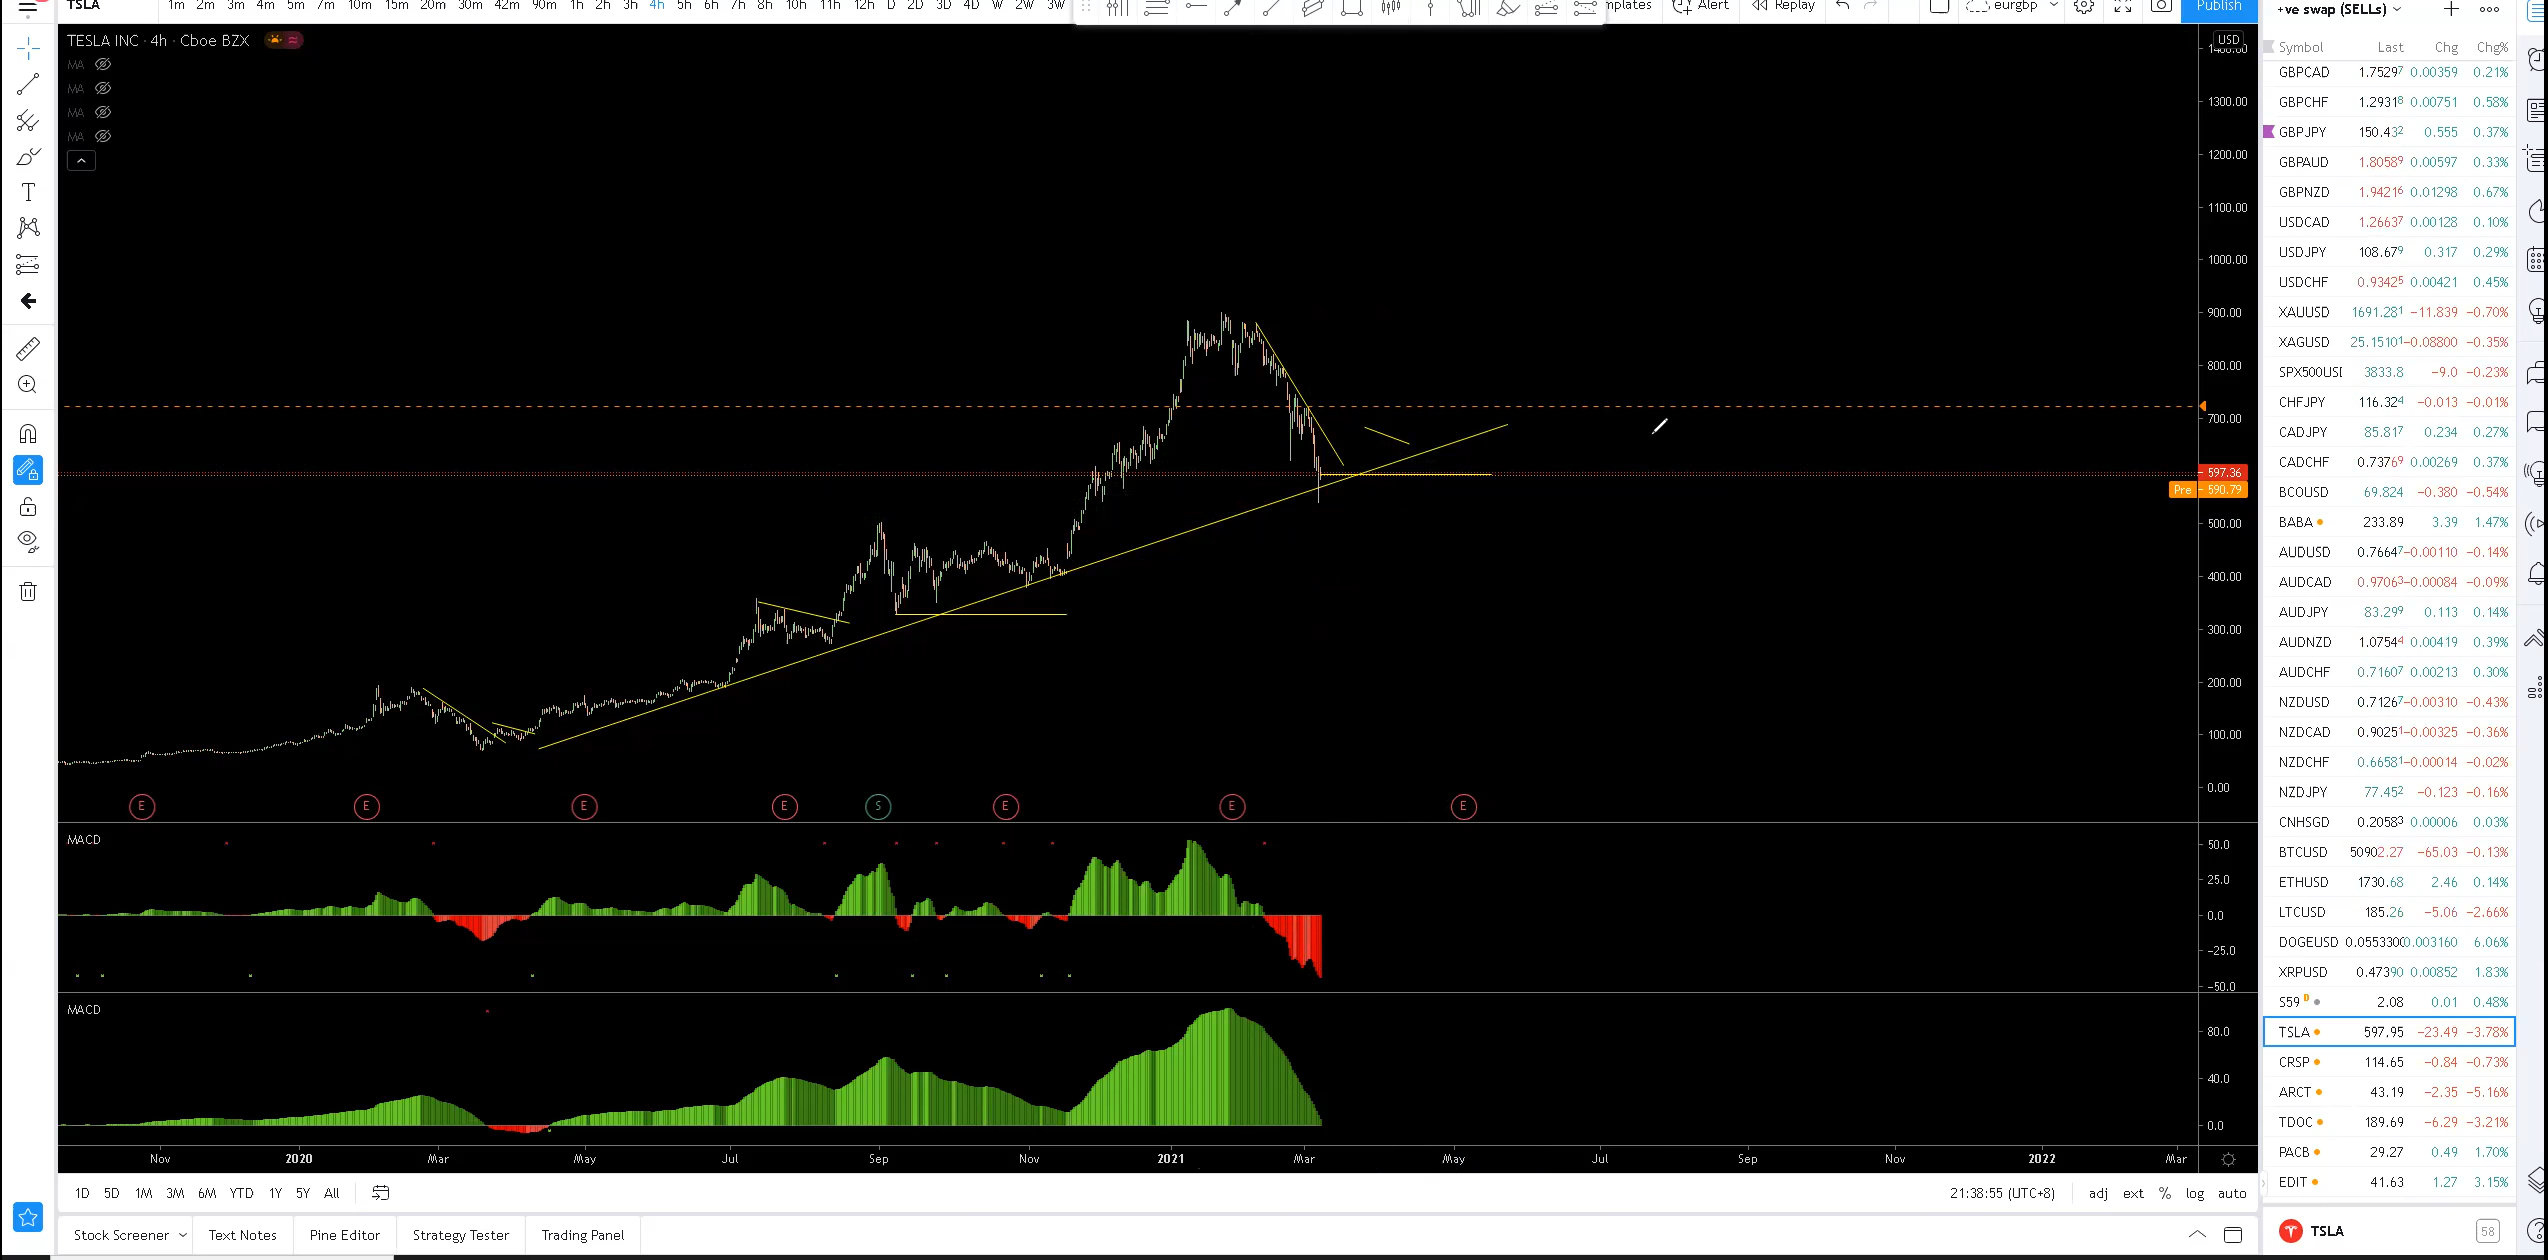 TSLA 1m 2m 3m 4m 5m 7m 10m 15m 20m 30m 42m 90m 1h 2h 3h 4h 5h 6h 7h 8h 10h 11h 12h D 2D 3D 4D W 2W 3W mplates Alert Replay eurgbp Publish
TESLA INC · 4h · Cboe BZX
MA
MA
MA
MA
USD
1300.00
1200.00
1100.00
1000.00
900.00
800.00
700.00
597.36
Pre 590.79
500.00
400.00
300.00
200.00
100.00
0.00
E E E E S E E E
MACD
50.0
25.0
0.0
−25.0
−50.0
MACD
80.0
40.0
0.0
Nov 2020 Mar May Jul Sep Nov 2021 Mar May Jul Sep Nov 2022 Mar
1D 5D 1M 3M 6M YTD 1Y 5Y All
21:38:55 (UTC+8) adj ext % log auto
Stock Screener Text Notes Pine Editor Strategy Tester Trading Panel
+ve swap (SELLs)
Symbol Last Chg Chg%
GBPCAD 1.75297 0.00359 0.21%
GBPCHF 1.29318 0.00751 0.58%
GBPJPY 150.432 0.555 0.37%
GBPAUD 1.80589 0.00597 0.33%
GBPNZD 1.94216 0.01298 0.67%
USDCAD 1.26637 0.00128 0.10%
USDJPY 108.679 0.317 0.29%
USDCHF 0.93425 0.00421 0.45%
XAUUSD 1691.281 −11.839 −0.70%
XAGUSD 25.15101 −0.08800 −0.35%
SPX500USD 3833.8 −9.0 −0.23%
CHFJPY 116.324 −0.013 −0.01%
CADJPY 85.817 0.234 0.27%
CADCHF 0.73769 0.00269 0.37%
BCOUSD 69.824 −0.380 −0.54%
BABA 233.89 3.39 1.47%
AUDUSD 0.76647 −0.00110 −0.14%
AUDCAD 0.97063 −0.00084 −0.09%
AUDJPY 83.299 0.113 0.14%
AUDNZD 1.07544 0.00419 0.39%
AUDCHF 0.71607 0.00213 0.30%
NZDUSD 0.71267 −0.00310 −0.43%
NZDCAD 0.90251 −0.00325 −0.36%
NZDCHF 0.66581 −0.00014 −0.02%
NZDJPY 77.452 −0.123 −0.16%
CNHSGD 0.20583 0.00006 0.03%
BTCUSD 50902.27 −65.03 −0.13%
ETHUSD 1730.68 2.46 0.14%
LTCUSD 185.26 −5.06 −2.66%
DOGEUSD 0.0553300 0.003160 6.06%
XRPUSD 0.47390 0.00852 1.83%
S59 D 2.08 0.01 0.48%
TSLA 597.95 −23.49 −3.78%
CRSP 114.65 −0.84 −0.73%
ARCT 43.19 −2.35 −5.16%
TDOC 189.69 −6.29 −3.21%
PACB 29.27 0.49 1.70%
EDIT 41.63 1.27 3.15%
TSLA 58